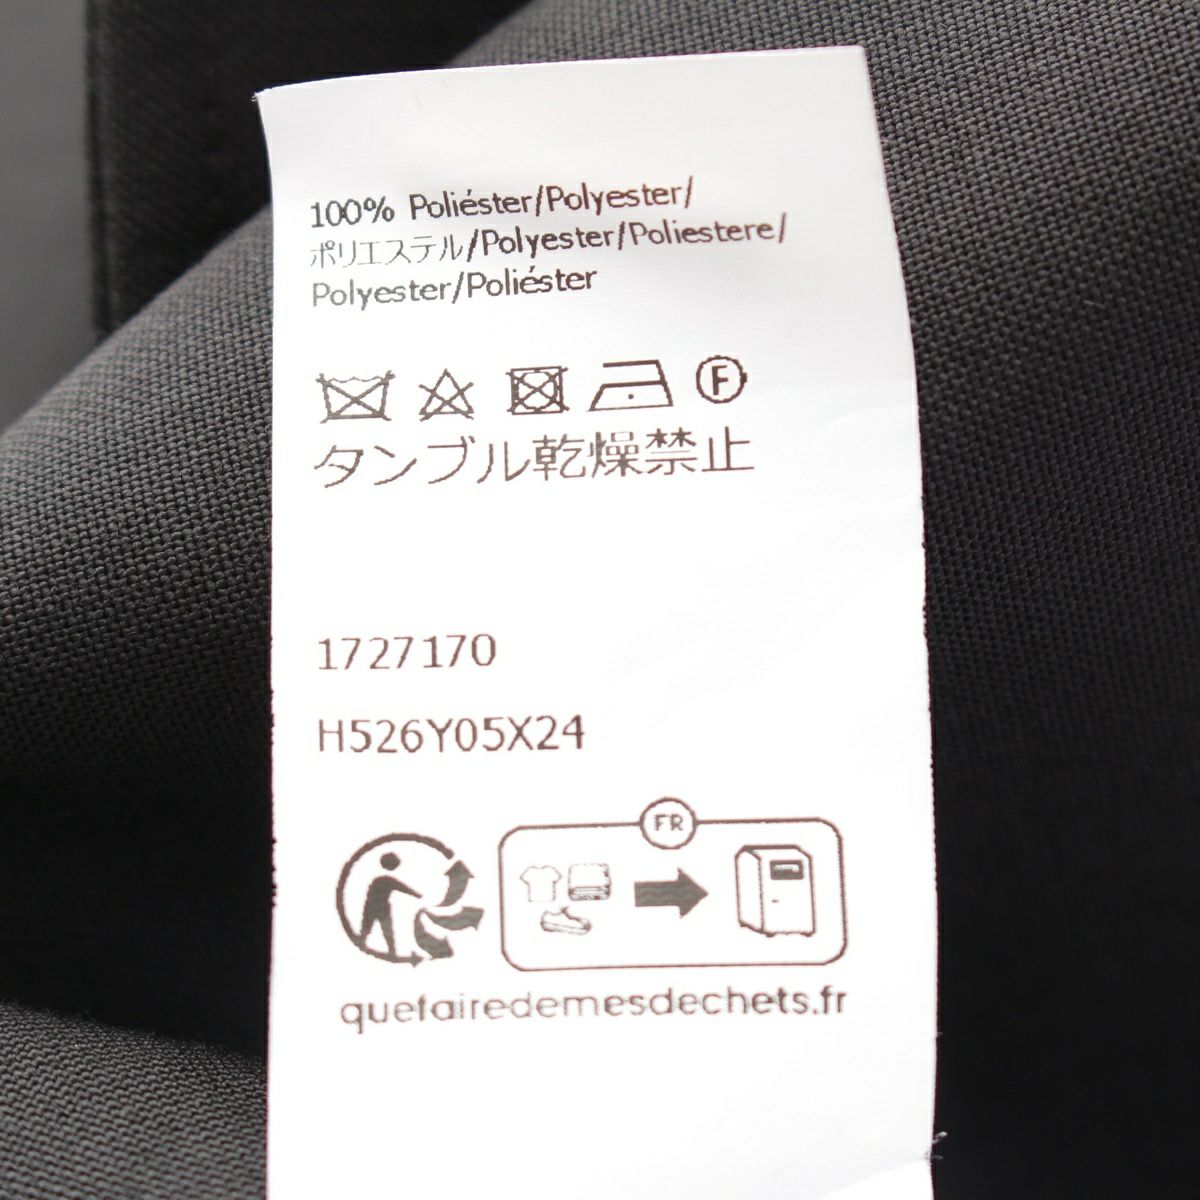 100% Poliéster/Polyester/
ポリエステル/Polyester/Poliestere/
Polyester/Poliéster
F
タンブル乾燥禁止
1727170
H526Y05X24
FR
quefairedemesdechets.fr